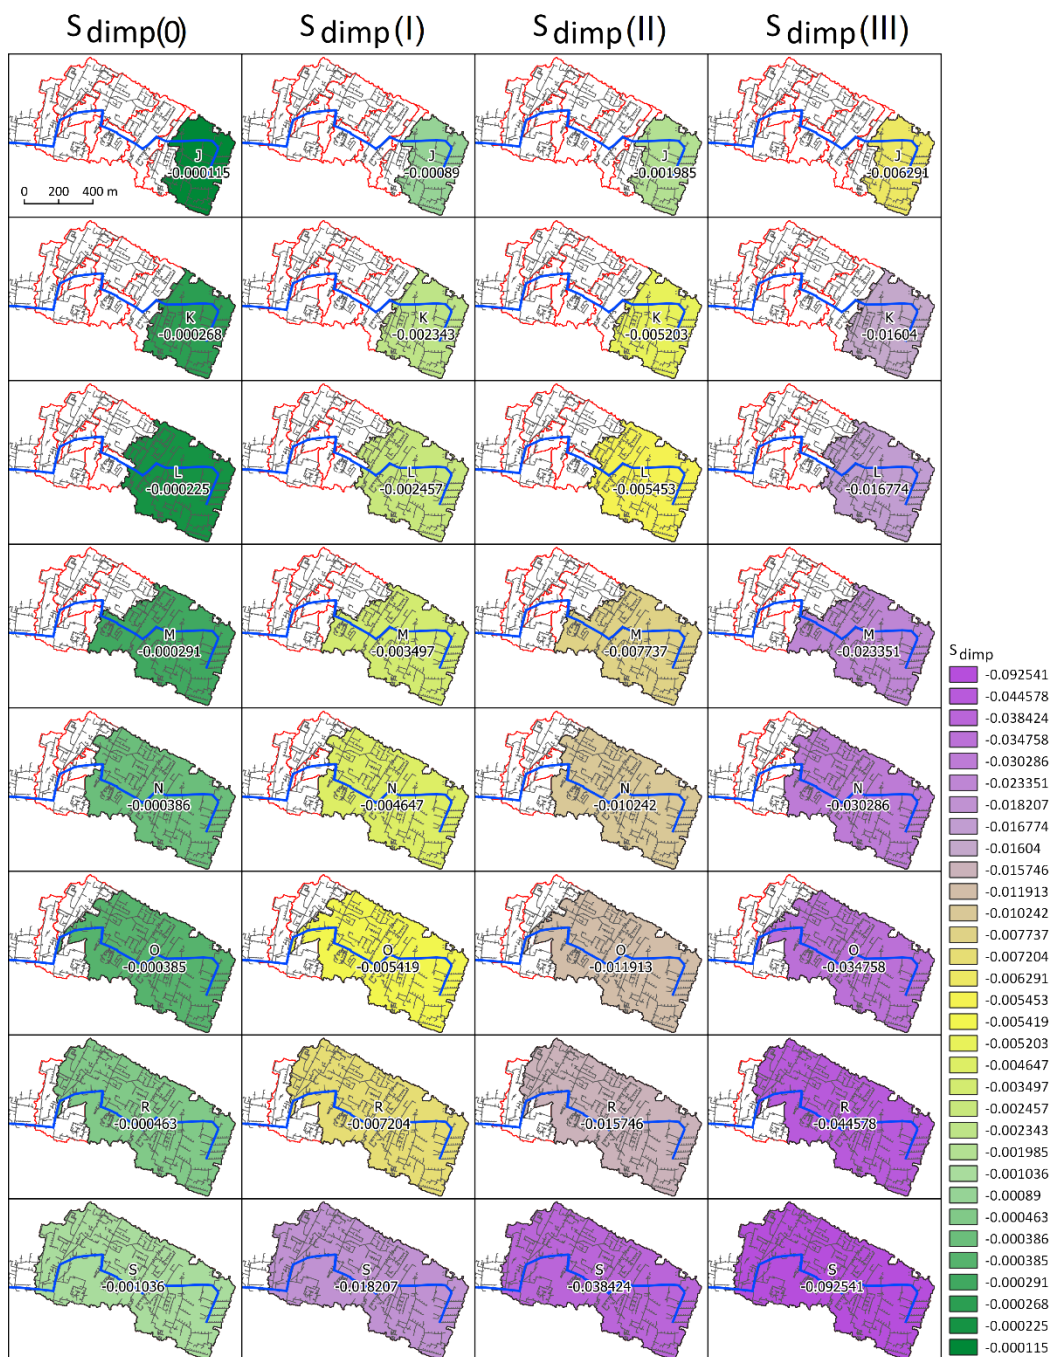 S dimp(0) S dimp(I) S dimp(II) S dimp(III)
J J J J
-0.000115 -0.00089 -0.001985 -0.006291
0 200 400 m
K K K K
-0.000268 -0.002343 -0.005203 -0.01604
L L L L
-0.000225 -0.002457 -0.005453 -0.016774
M M M M
-0.000291 -0.003497 -0.007737 -0.023351
N N N N
-0.000386 -0.004647 -0.010242 -0.030286
O O O O
-0.000385 -0.005419 -0.011913 -0.034758
R R R R
-0.000463 -0.007204 -0.015746 -0.044578
S S S S
-0.001036 -0.018207 -0.038424 -0.092541
S dimp
-0.092541
-0.044578
-0.038424
-0.034758
-0.030286
-0.023351
-0.018207
-0.016774
-0.01604
-0.015746
-0.011913
-0.010242
-0.007737
-0.007204
-0.006291
-0.005453
-0.005419
-0.005203
-0.004647
-0.003497
-0.002457
-0.002343
-0.001985
-0.001036
-0.00089
-0.000463
-0.000386
-0.000385
-0.000291
-0.000268
-0.000225
-0.000115